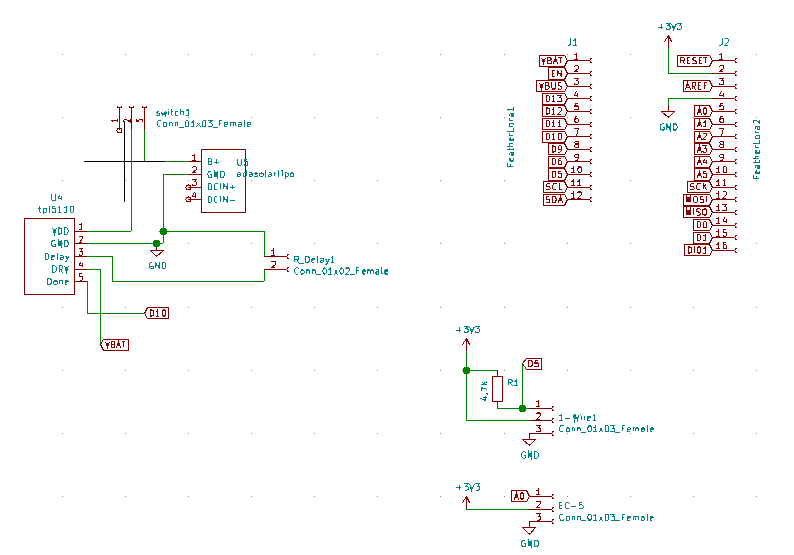 switch1
Conn_01x03_Female
1
2
3
U5
adasolarlipo
1 B+
2 GND
3 DCIN+
4 DCIN-
U4
tpl5110
VDD 1
GND 2
Delay 3
DRV 4
Done 5
GND
1 R_Delay1
2 Conn_01x02_Female
D10
VBAT
J1
FeatherLora1
VBAT 1
EN 2
VBUS 3
D13 4
D12 5
D11 6
D10 7
D9 8
D6 9
D5 10
SCL 11
SDA 12
+3V3
J2
FeatherLora2
RESET 1
2
AREF 3
4
GND
A0 5
A1 6
A2 7
A3 8
A4 9
A5 10
SCK 11
MOSI 12
MISO 13
D0 14
D1 15
DIO1 16
+3V3
D5
4.7k
R1
1
2 1-Wire1
3 Conn_01x03_Female
GND
+3V3
A0 1
2 EC-5
3 Conn_01x03_Female
GND